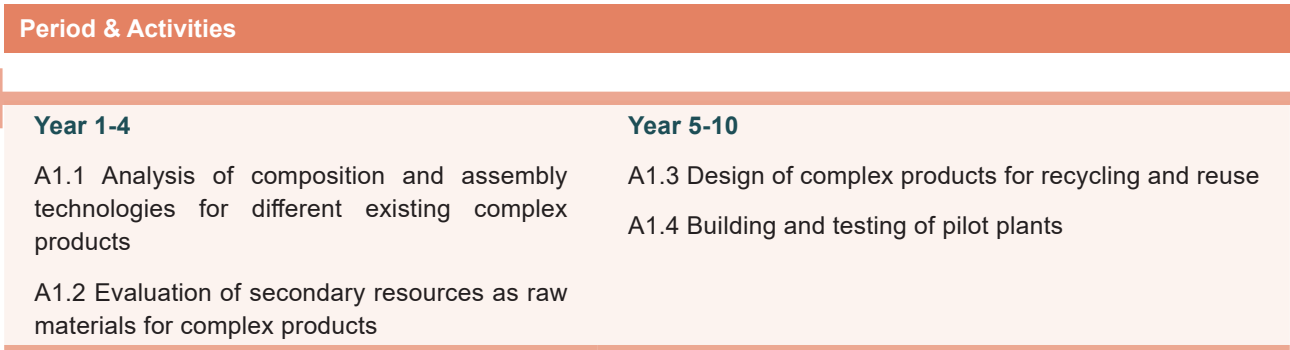 Period & Activities
Year 1-4
A1.1 Analysis of composition and assembly
technologies for different existing complex
products
A1.2 Evaluation of secondary resources as raw
materials for complex products
Year 5-10
A1.3 Design of complex products for recycling and reuse
A1.4 Building and testing of pilot plants